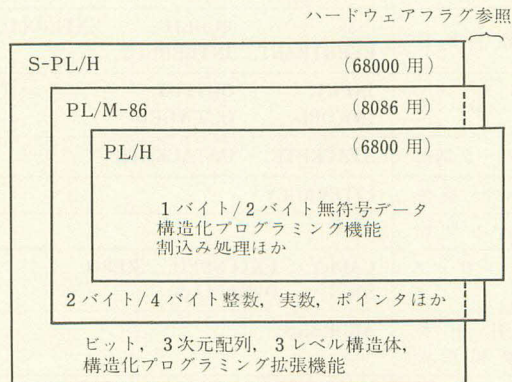 ハードウェアフラグ参照
S-PL/H (68000 用)
PL/M-86 (8086 用)
PL/H (6800 用)
1バイト/2バイト無符号データ
構造化プログラミング機能
割込み処理ほか
2バイト/4バイト整数, 実数, ポインタほか
ビット, 3次元配列, 3レベル構造体,
構造化プログラミング拡張機能